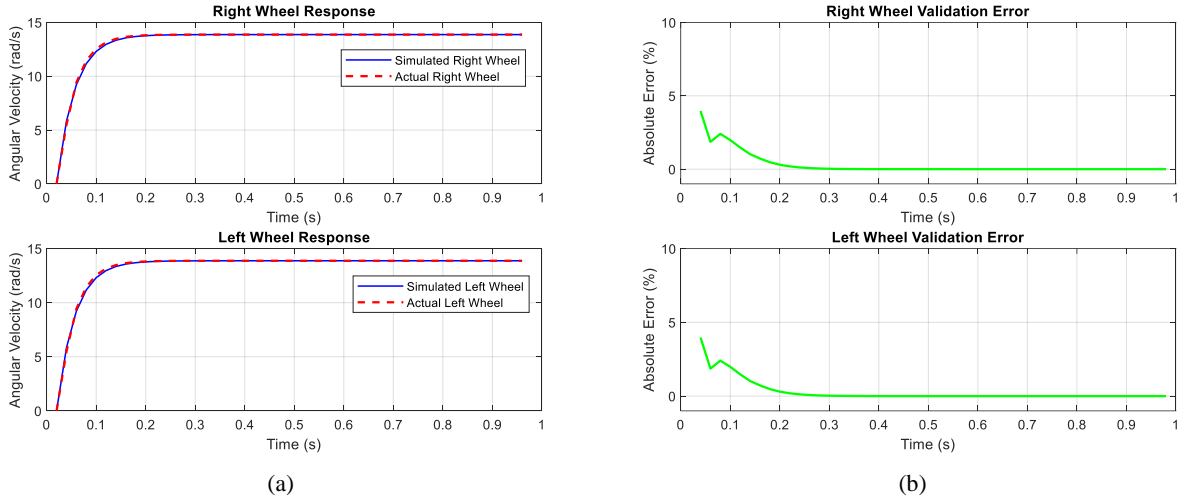 Right Wheel Response
Angular Velocity (rad/s)
15
10
5
0
Simulated Right Wheel
Actual Right Wheel
0 0.1 0.2 0.3 0.4 0.5 0.6 0.7 0.8 0.9 1
Time (s)
Left Wheel Response
Angular Velocity (rad/s)
15
10
5
0
Simulated Left Wheel
Actual Left Wheel
0 0.1 0.2 0.3 0.4 0.5 0.6 0.7 0.8 0.9 1
Time (s)
(a)
Right Wheel Validation Error
Absolute Error (%)
10
5
0
0 0.1 0.2 0.3 0.4 0.5 0.6 0.7 0.8 0.9 1
Time (s)
Left Wheel Validation Error
Absolute Error (%)
10
5
0
0 0.1 0.2 0.3 0.4 0.5 0.6 0.7 0.8 0.9 1
Time (s)
(b)